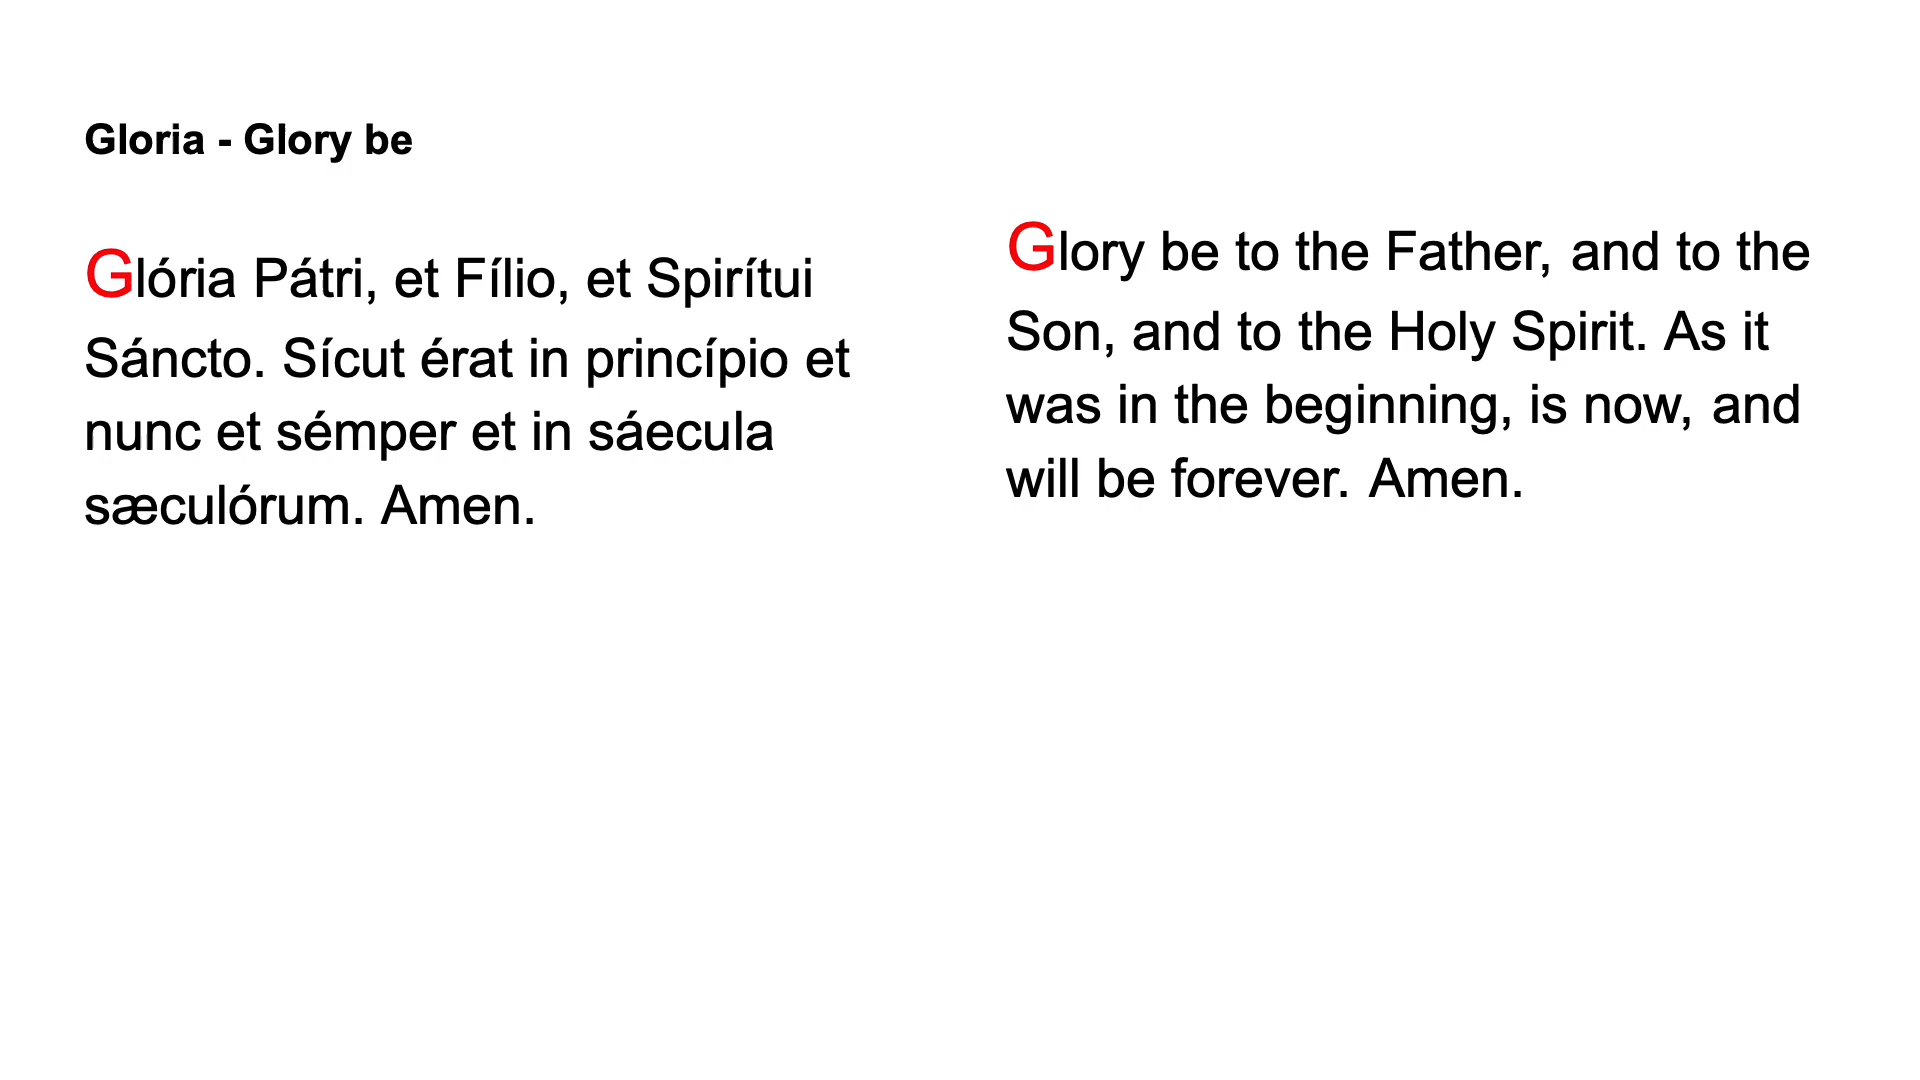 Gloria - Glory be
Glória Pátri, et Fílio, et Spirítui
Sáncto. Sícut érat in princípio et
nunc et sémper et in sáecula
sæculórum. Amen.
Glory be to the Father, and to the
Son, and to the Holy Spirit. As it
was in the beginning, is now, and
will be forever. Amen.